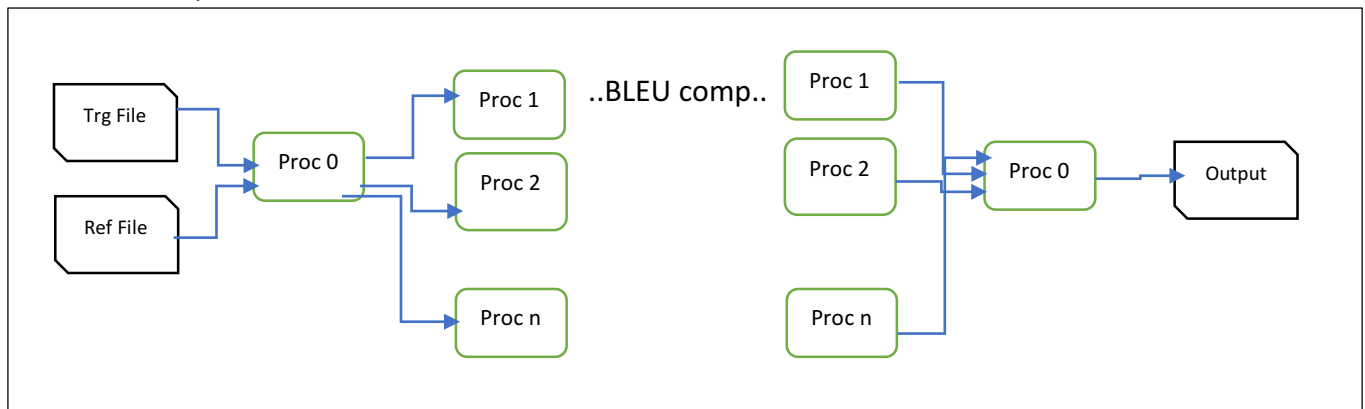 Trg File
Ref File
Proc 0
Proc 1
Proc 2
Proc n
..BLEU comp..
Proc 1
Proc 2
Proc n
Proc 0
Output